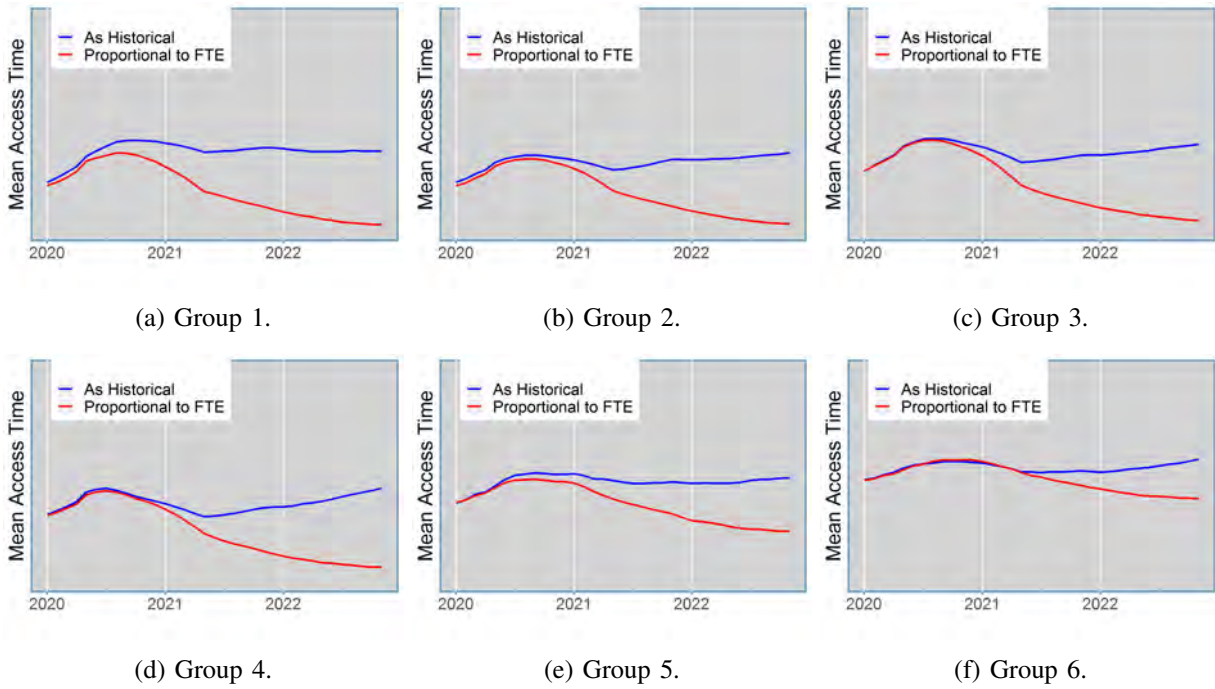 As Historical
Proportional to FTE
Mean Access Time
2020 2021 2022
(a) Group 1.
As Historical
Proportional to FTE
Mean Access Time
2020 2021 2022
(b) Group 2.
As Historical
Proportional to FTE
Mean Access Time
2020 2021 2022
(c) Group 3.
As Historical
Proportional to FTE
Mean Access Time
2020 2021 2022
(d) Group 4.
As Historical
Proportional to FTE
Mean Access Time
2020 2021 2022
(e) Group 5.
As Historical
Proportional to FTE
Mean Access Time
2020 2021 2022
(f) Group 6.